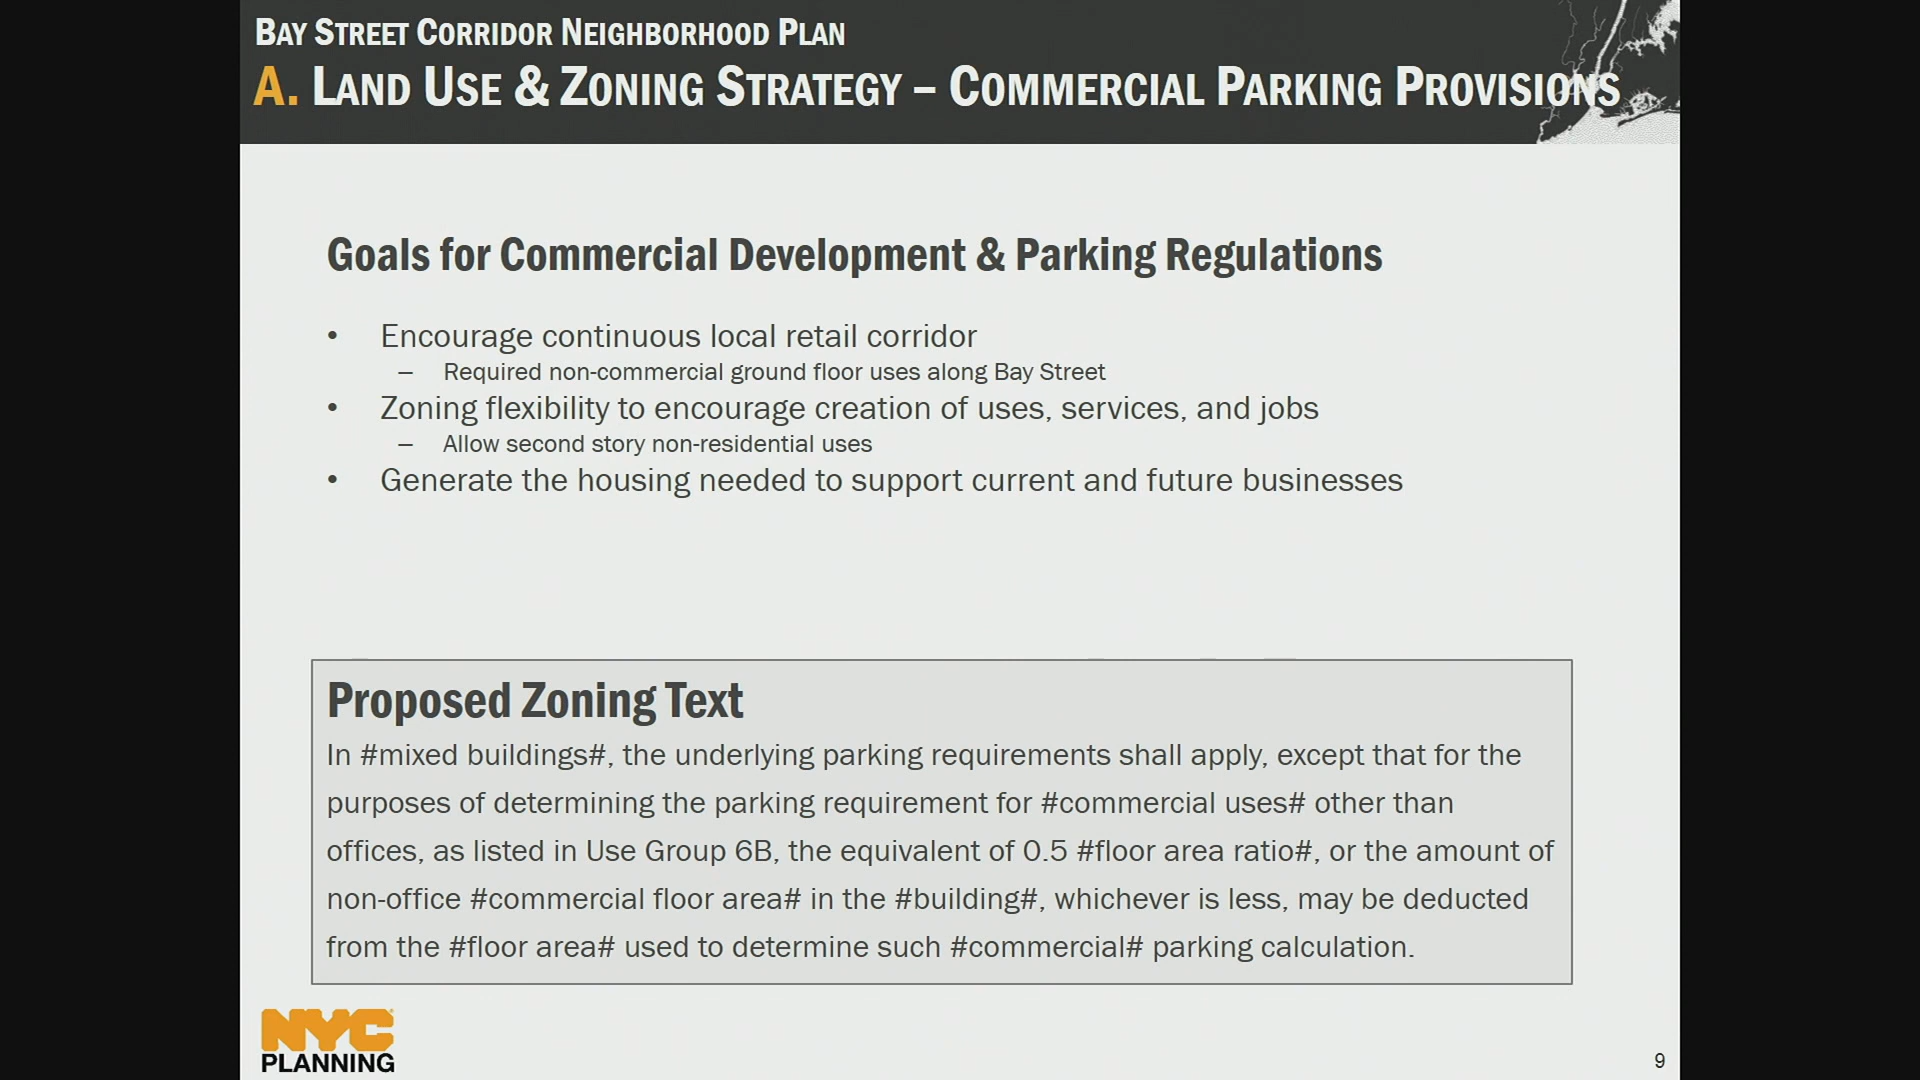 BAY STREET CORRIDOR NEIGHBORHOOD PLAN
A. LAND USE & ZONING STRATEGY – COMMERCIAL PARKING PROVISIONS
Goals for Commercial Development & Parking Regulations
• Encourage continuous local retail corridor
– Required non-commercial ground floor uses along Bay Street
• Zoning flexibility to encourage creation of uses, services, and jobs
– Allow second story non-residential uses
• Generate the housing needed to support current and future businesses
Proposed Zoning Text
In #mixed buildings#, the underlying parking requirements shall apply, except that for the
purposes of determining the parking requirement for #commercial uses# other than
offices, as listed in Use Group 6B, the equivalent of 0.5 #floor area ratio#, or the amount of
non-office #commercial floor area# in the #building#, whichever is less, may be deducted
from the #floor area# used to determine such #commercial# parking calculation.
NYC
PLANNING
9